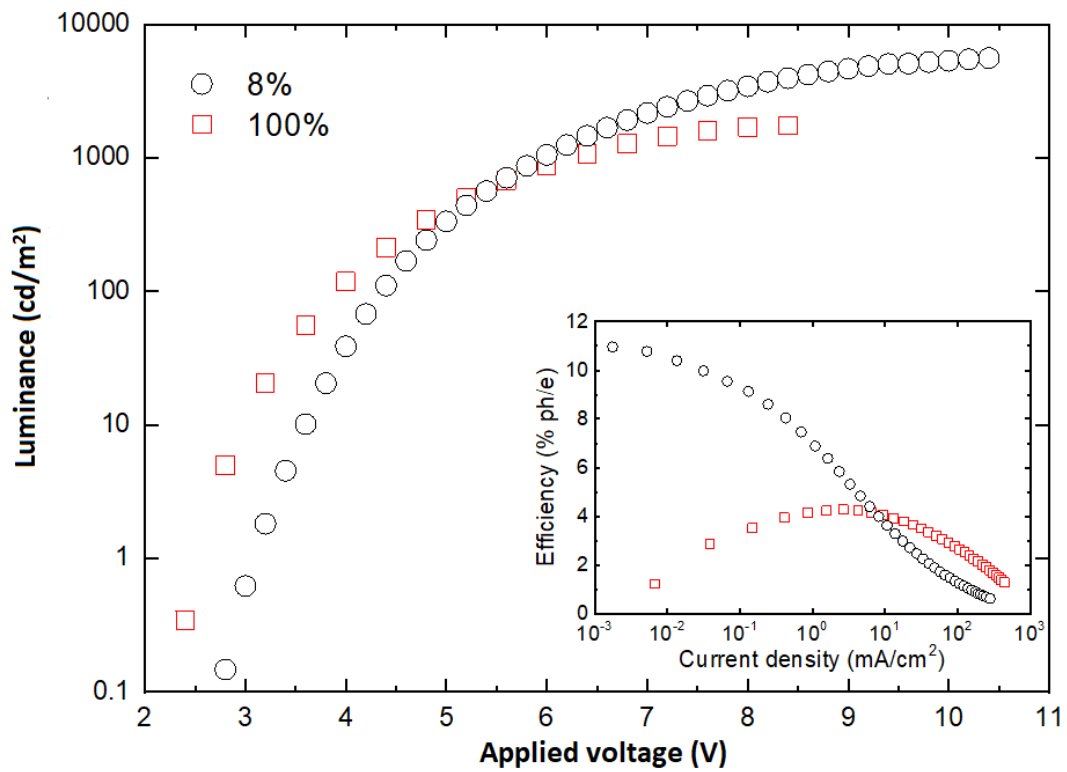 10000
1000
100
10
1
0.1
8%
100%
Luminance (cd/m²)
2 3 4 5 6 7 8 9 10 11
Applied voltage (V)
12
10
8
6
4
2
0
Efficiency (% ph/e)
10⁻³ 10⁻² 10⁻¹ 10⁰ 10¹ 10² 10³
Current density (mA/cm²)